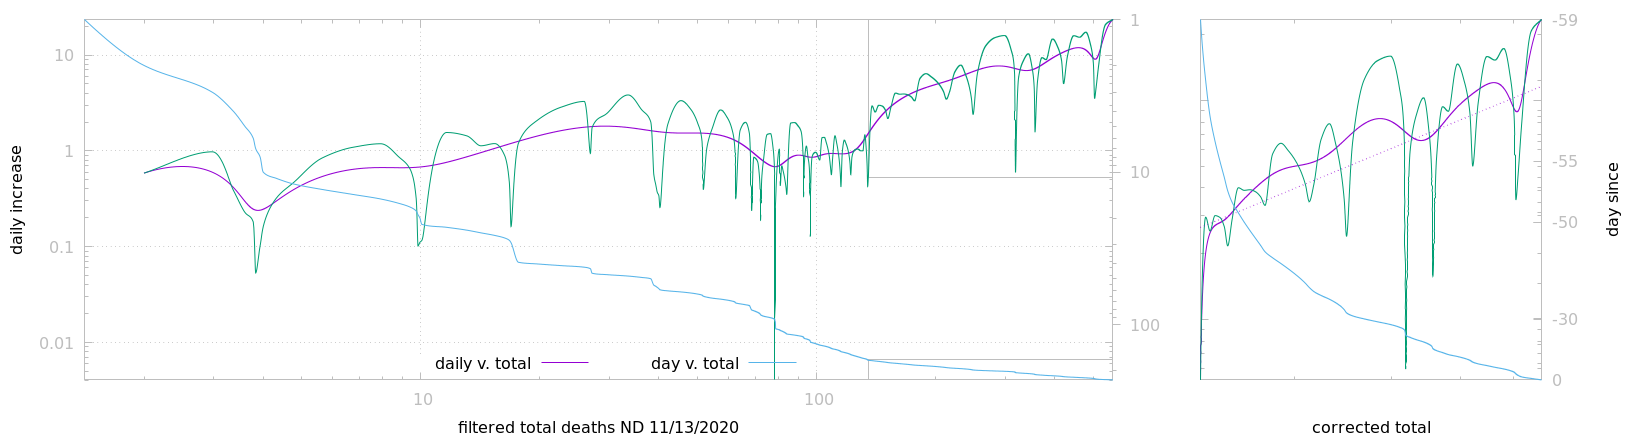 daily increase
10
1
0.1
0.01
1
10
100
daily v. total
day v. total
10
100
filtered total deaths ND 11/13/2020
-59
-55
-50
-30
0
day since
corrected total